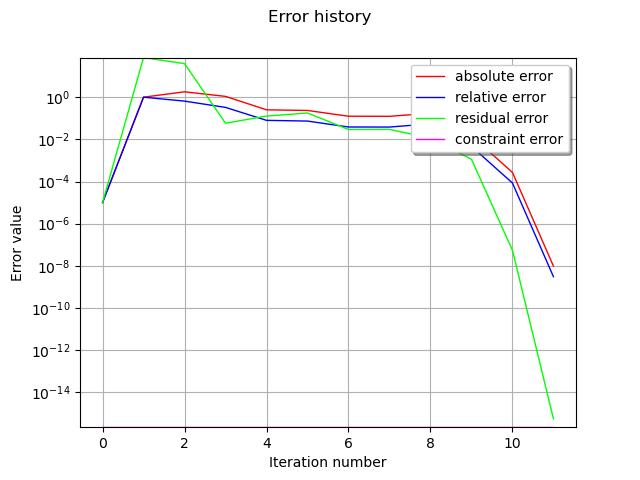 Error history
absolute error
relative error
residual error
constraint error
Error value
10⁰
10⁻²
10⁻⁴
10⁻⁶
10⁻⁸
10⁻¹⁰
10⁻¹²
10⁻¹⁴
0 2 4 6 8 10
Iteration number